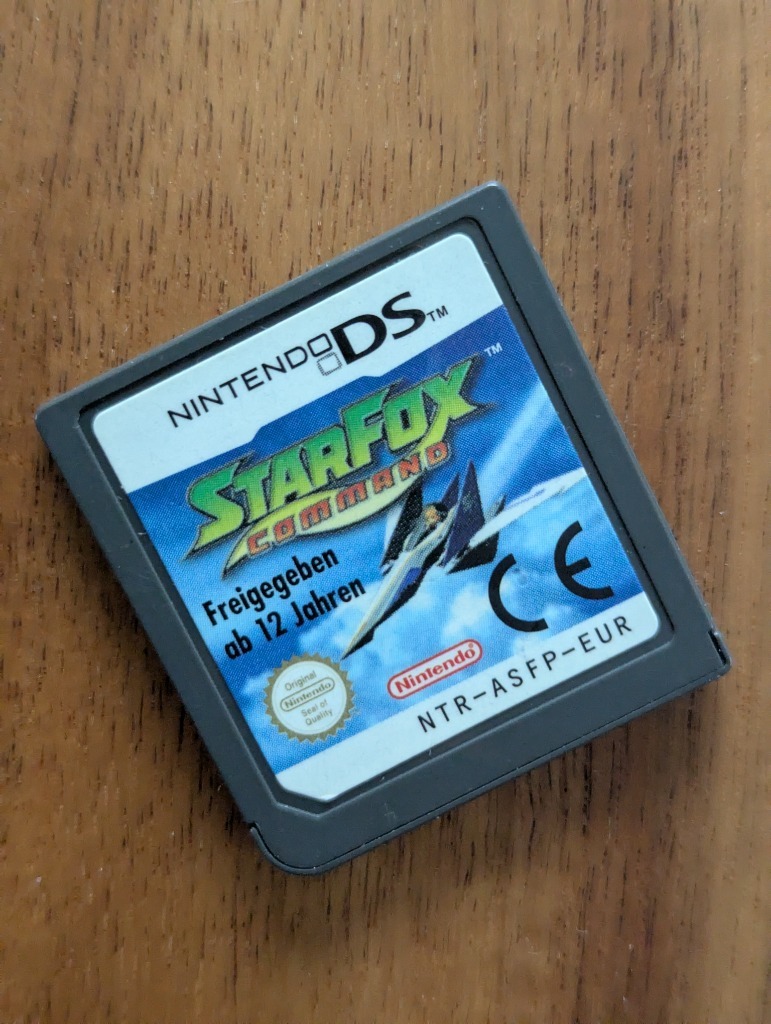 NINTENDO DS™
STARFOX™
COMMAND
Freigegeben
ab 12 Jahren
CE
Original
Nintendo
Seal of
Quality
Nintendo
NTR-ASFP-EUR